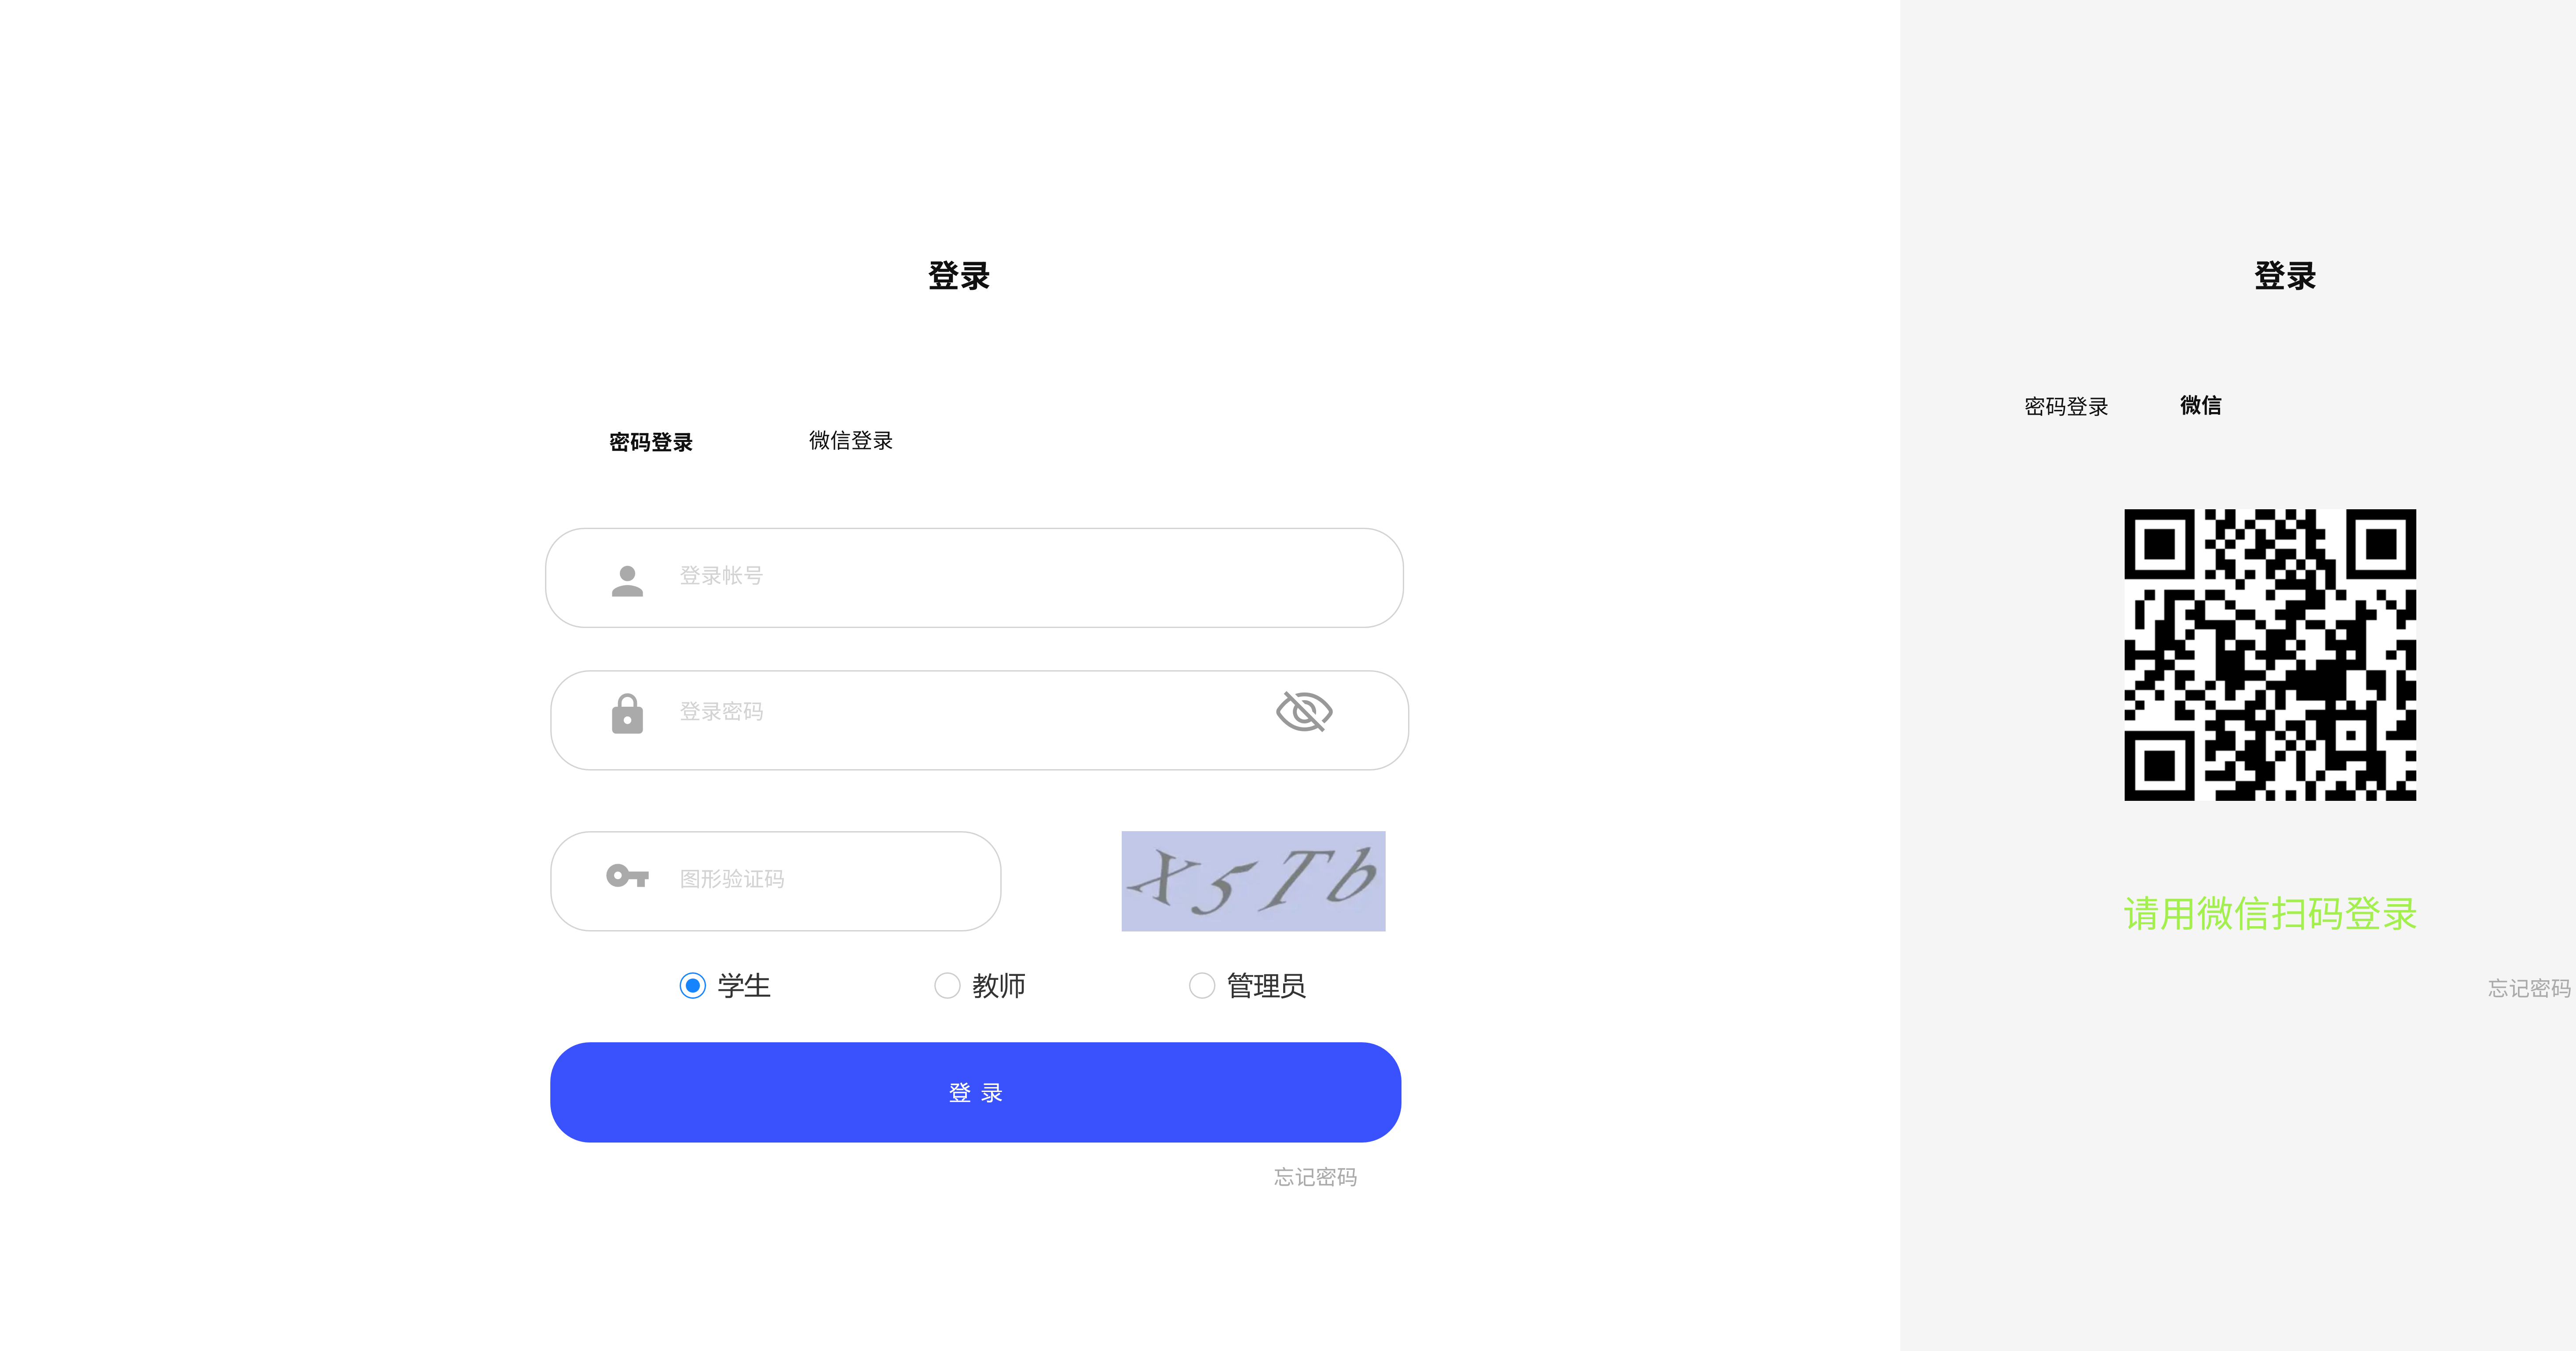 登录
密码登录
微信登录
登录帐号
登录密码
图形验证码
X5Tb
学生
教师
管理员
登 录
忘记密码
登录
密码登录
微信
请用微信扫码登录
忘记密码